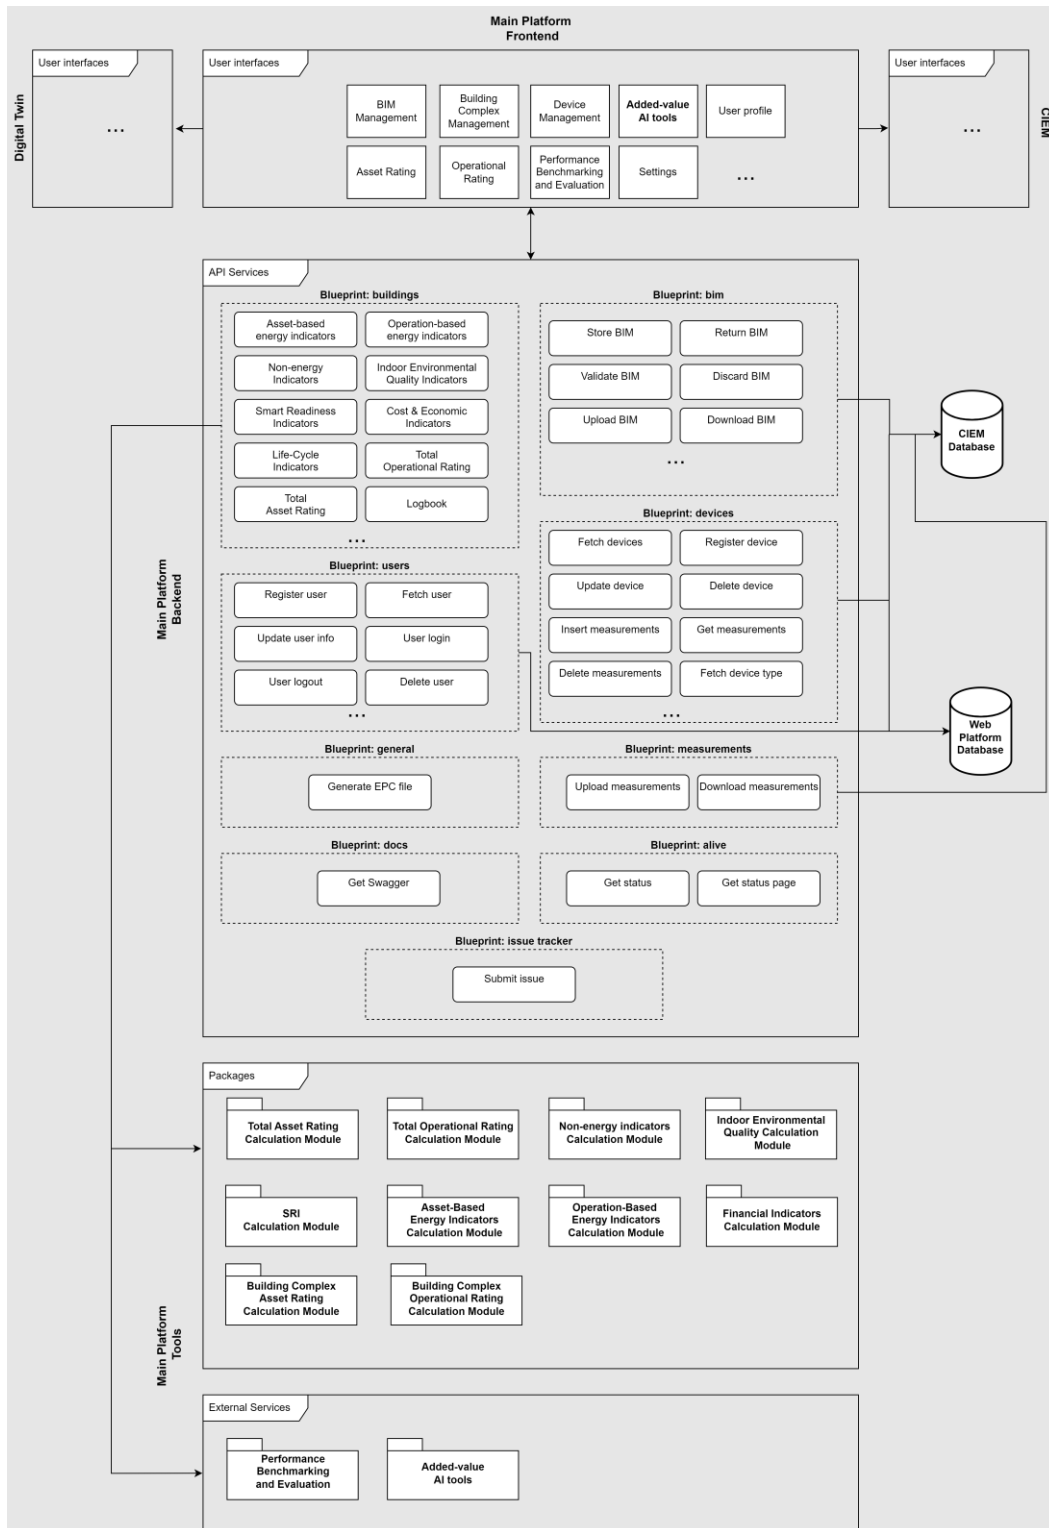 Main Platform
Frontend
User interfaces
...
Digital Twin
User interfaces
BIM
Management
Building
Complex
Management
Device
Management
Added-value
AI tools
User profile
Asset Rating
Operational
Rating
Performance
Benchmarking
and Evaluation
Settings
...
User interfaces
...
CIEM
API Services
Blueprint: buildings
Asset-based
energy indicators
Operation-based
energy indicators
Non-energy
Indicators
Indoor Environmental
Quality Indicators
Smart Readiness
Indicators
Cost & Economic
Indicators
Life-Cycle
Indicators
Total
Operational Rating
Total
Asset Rating
Logbook
...
Blueprint: bim
Store BIM
Return BIM
Validate BIM
Discard BIM
Upload BIM
Download BIM
...
CIEM
Database
Main Platform
Backend
Blueprint: users
Register user
Fetch user
Update user info
User login
User logout
Delete user
...
Blueprint: devices
Fetch devices
Register device
Update device
Delete device
Insert measurements
Get measurements
Delete measurements
Fetch device type
...
Web
Platform
Database
Blueprint: general
Generate EPC file
Blueprint: measurements
Upload measurements
Download measurements
Blueprint: docs
Get Swagger
Blueprint: alive
Get status
Get status page
Blueprint: issue tracker
Submit issue
Packages
Total Asset Rating
Calculation Module
Total Operational Rating
Calculation Module
Non-energy indicators
Calculation Module
Indoor Environmental
Quality Calculation
Module
SRI
Calculation Module
Asset-Based
Energy Indicators
Calculation Module
Operation-Based
Energy Indicators
Calculation Module
Financial Indicators
Calculation Module
Building Complex
Asset Rating
Calculation Module
Building Complex
Operational Rating
Calculation Module
Main Platform
Tools
External Services
Performance
Benchmarking
and Evaluation
Added-value
AI tools